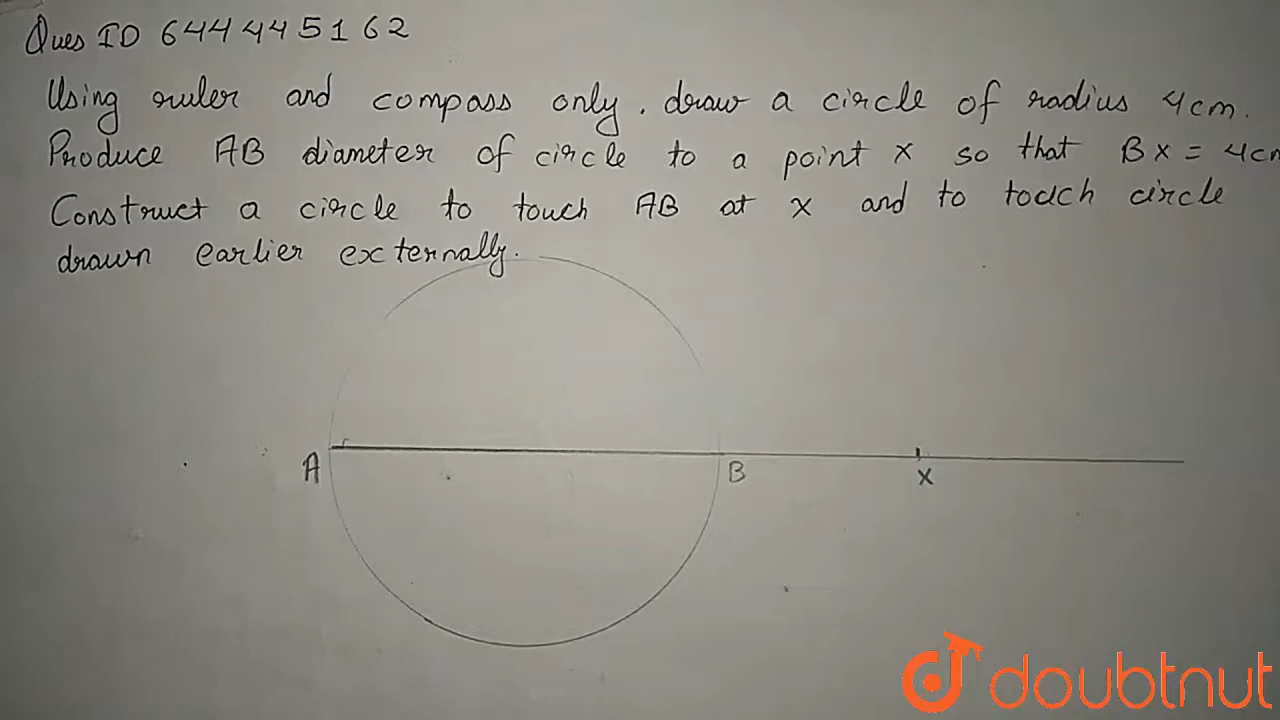 Ques ID 644445162
Using ruler and compass only. draw a circle of radius 4cm.
Produce AB diameter of circle to a point X so that BX = 4cm
Construct a circle to touch AB at X and to touch circle
drawn earlier externally.
A
B
X
doubtnut